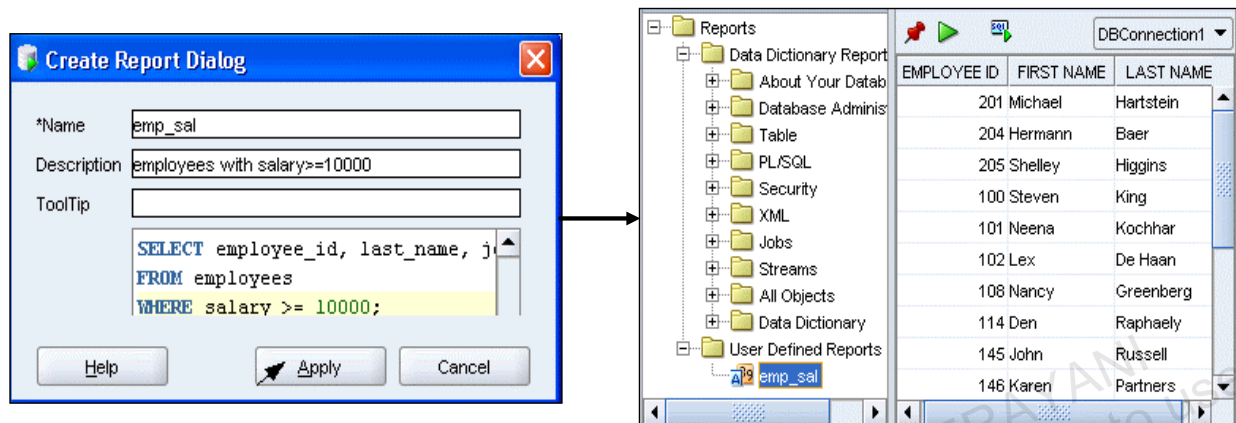 Create Report Dialog
*Name emp_sal
Description employees with salary>=10000
ToolTip
SELECT employee_id, last_name, j
FROM employees
WHERE salary >= 10000;
Help Apply Cancel
Reports
Data Dictionary Report
About Your Datab
Database Adminis
Table
PL/SQL
Security
XML
Jobs
Streams
All Objects
Data Dictionary
User Defined Reports
emp_sal
SQL DBConnection1
EMPLOYEE ID FIRST NAME LAST NAME
201 Michael Hartstein
204 Hermann Baer
205 Shelley Higgins
100 Steven King
101 Neena Kochhar
102 Lex De Haan
108 Nancy Greenberg
114 Den Raphaely
145 John Russell
146 Karen Partners
to use